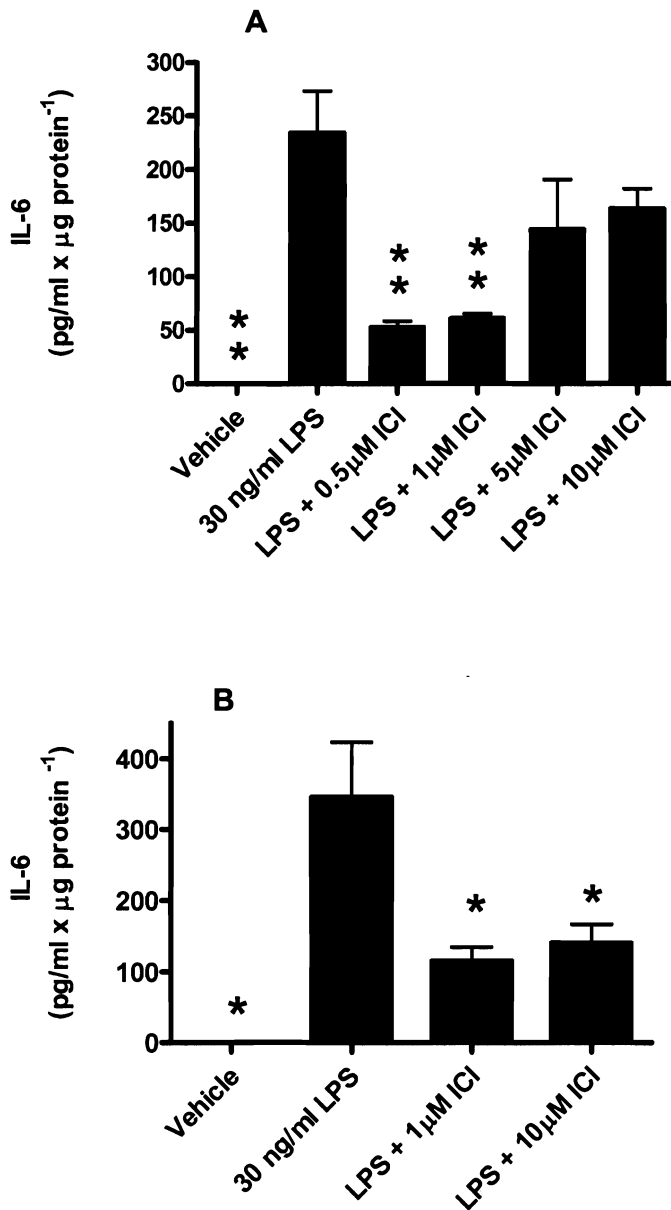 A
IL-6
(pg/ml x μg protein⁻¹)
300
250
200
150
100
50
0
*
*
*
*
*
*
Vehicle
30 ng/ml LPS
LPS + 0.5μM ICI
LPS + 1μM ICI
LPS + 5μM ICI
LPS + 10μM ICI
B
IL-6
(pg/ml x μg protein ⁻¹)
400
300
200
100
0
*
*
*
Vehicle
30 ng/ml LPS
LPS + 1μM ICI
LPS + 10μM ICI